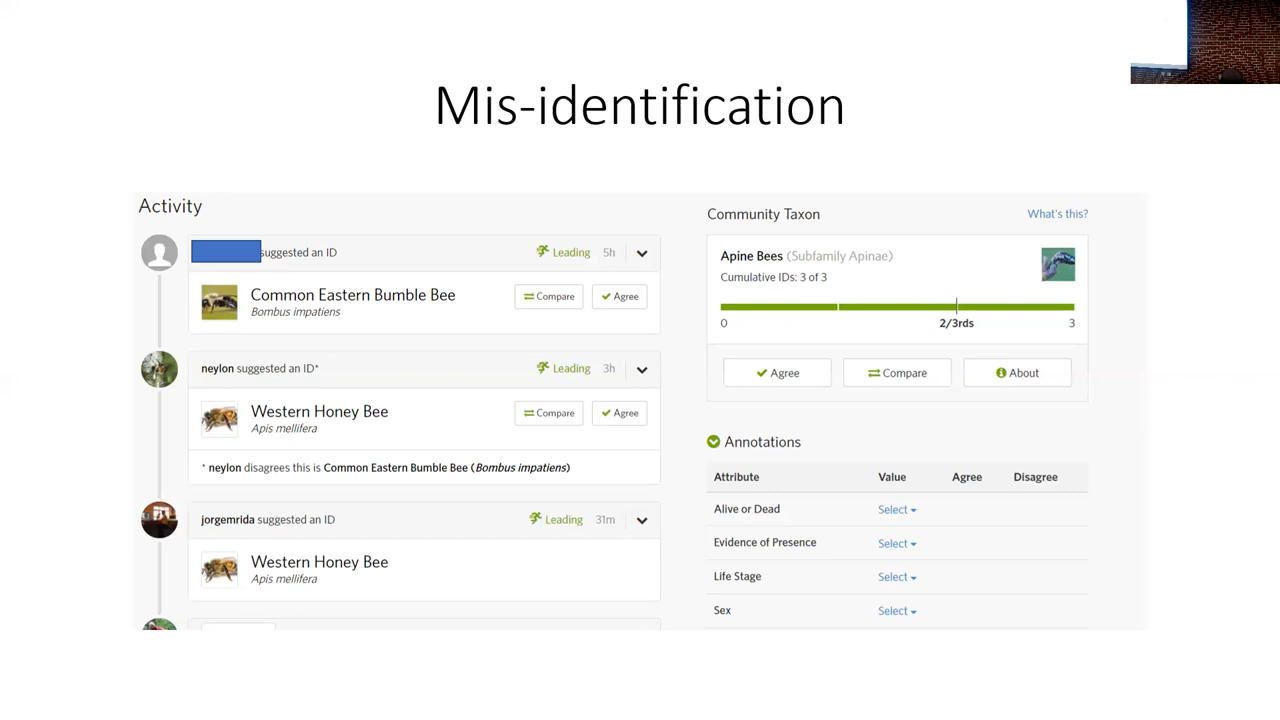 Mis-identification
Activity
suggested an ID Leading 5h
Common Eastern Bumble Bee Compare Agree
Bombus impatiens
neylon suggested an ID* Leading 3h
Western Honey Bee Compare Agree
Apis mellifera
* neylon disagrees this is Common Eastern Bumble Bee (Bombus impatiens)
jorgemrida suggested an ID Leading 31m
Western Honey Bee
Apis mellifera
Community Taxon What's this?
Apine Bees (Subfamily Apinae)
Cumulative IDs: 3 of 3
0 2/3rds 3
Agree Compare About
Annotations
Attribute Value Agree Disagree
Alive or Dead Select
Evidence of Presence Select
Life Stage Select
Sex Select